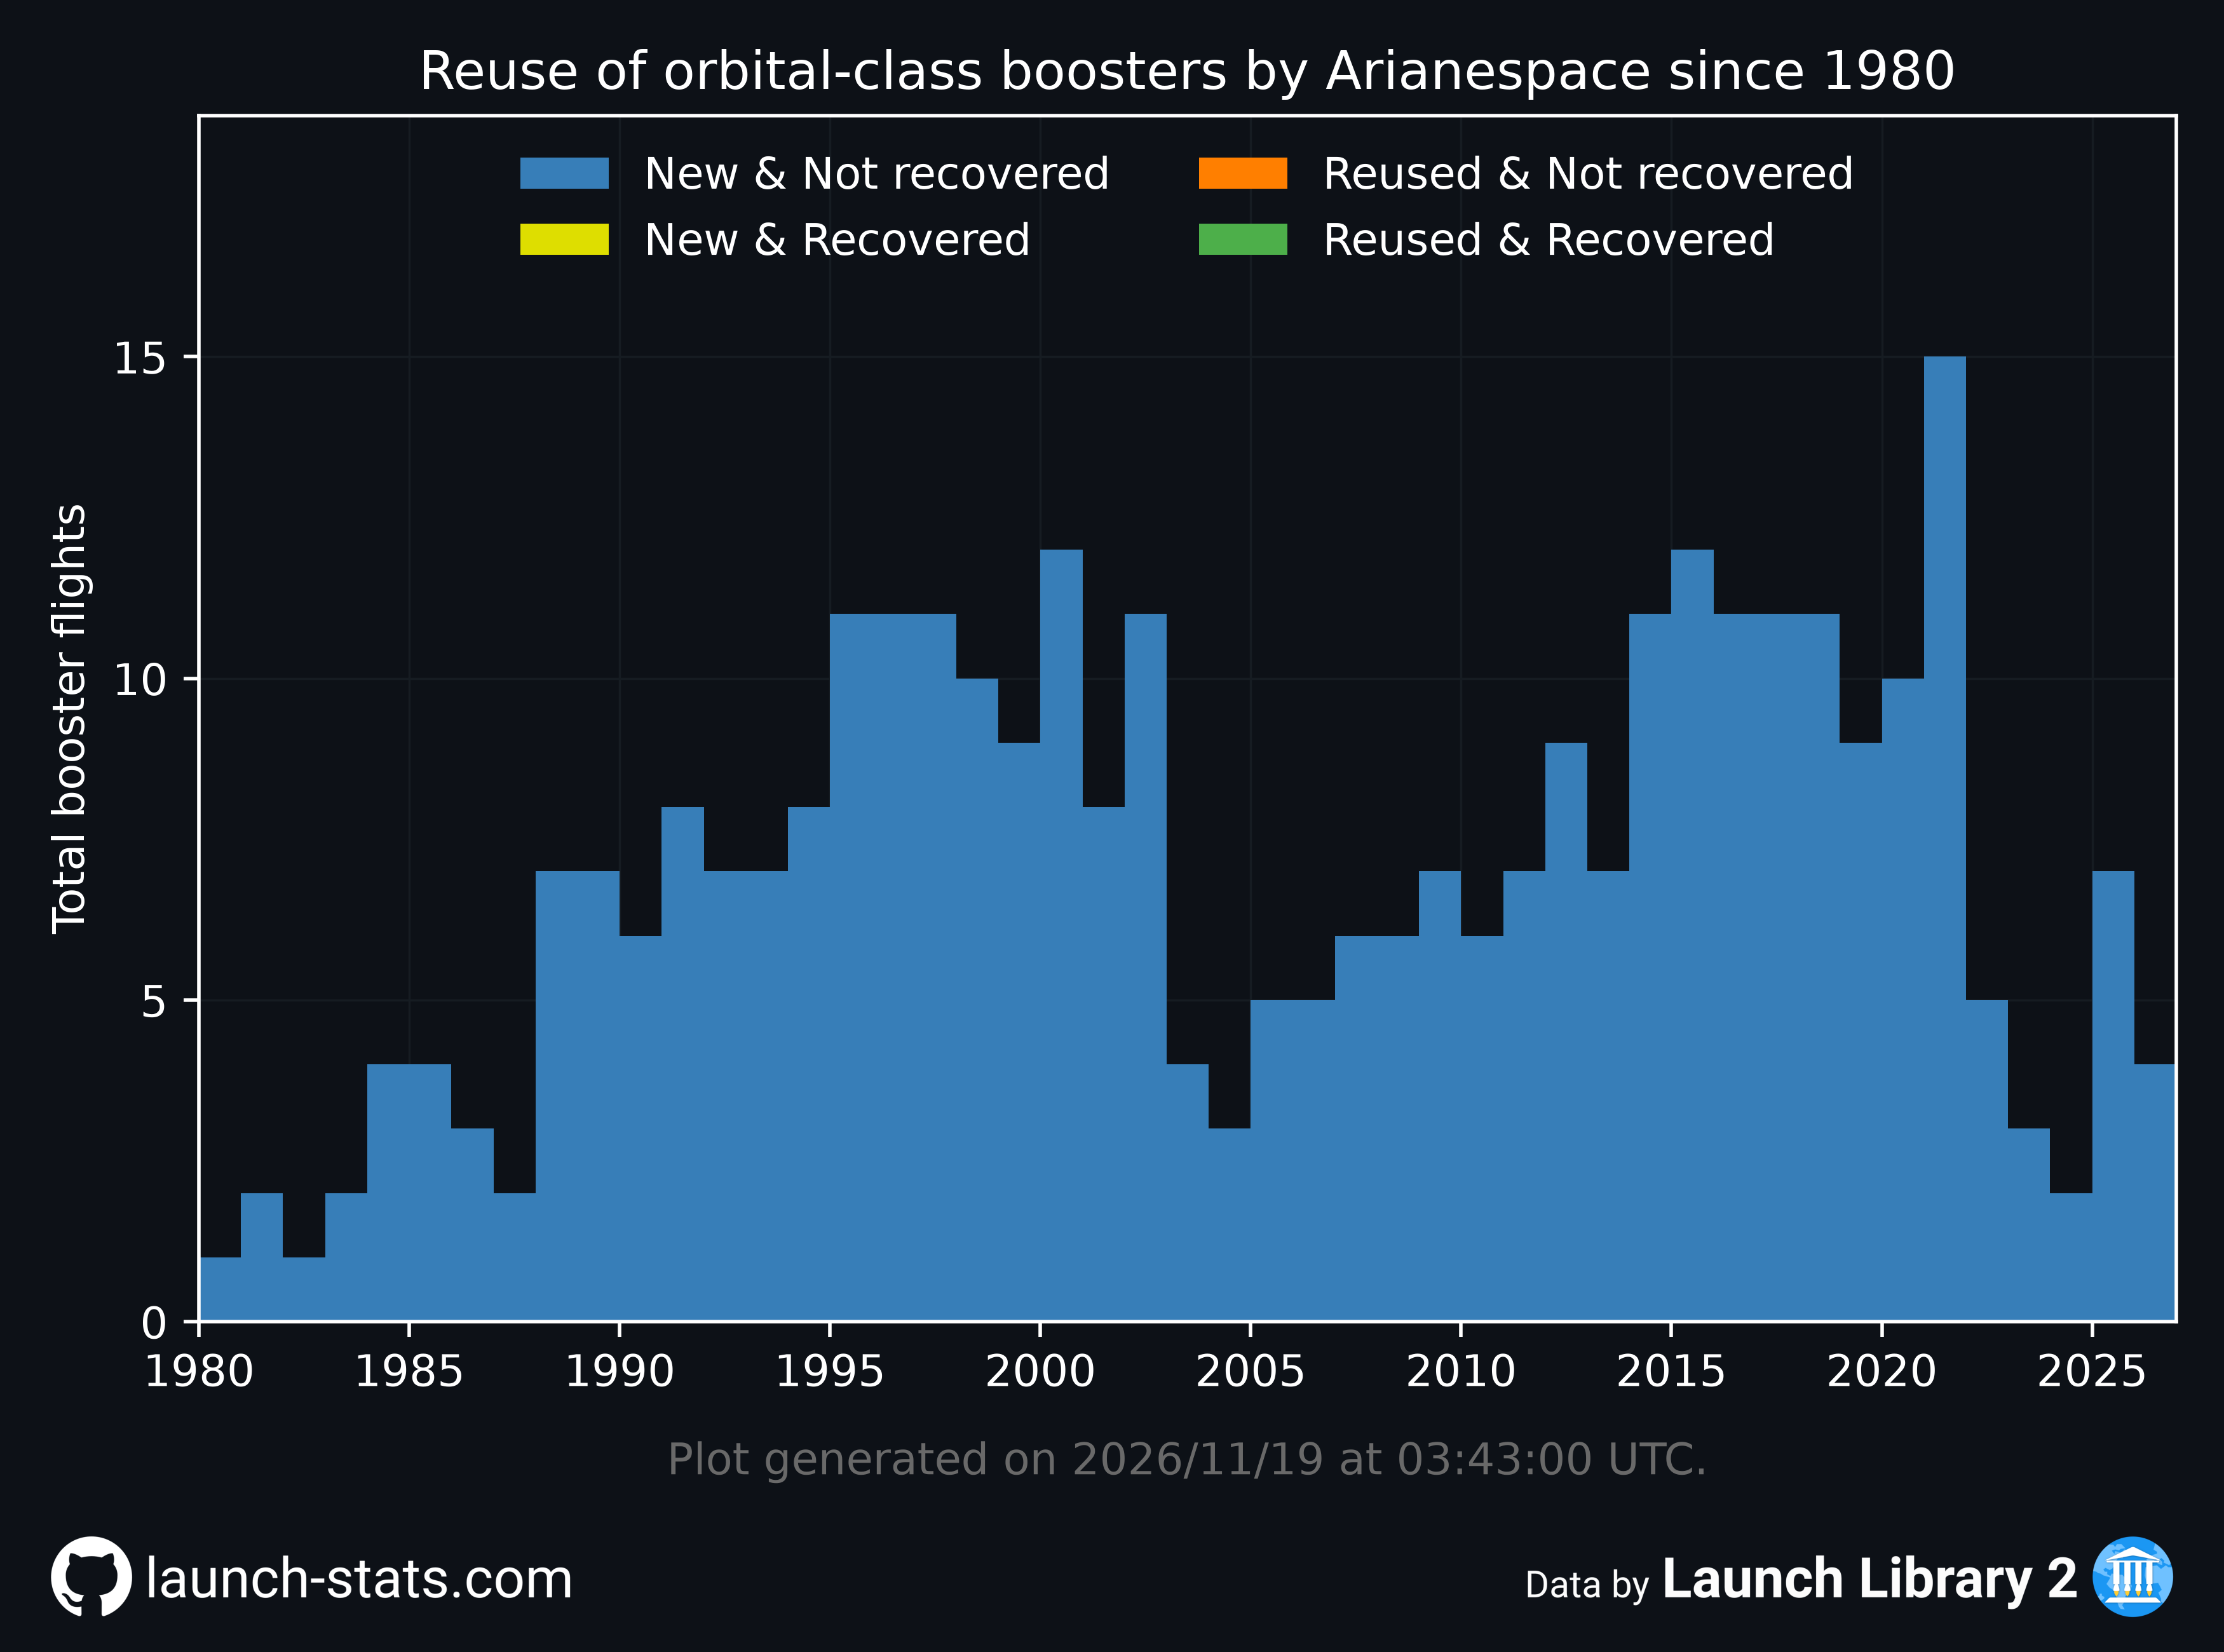 Reuse of orbital-class boosters by Arianespace since 1980
New & Not recovered
New & Recovered
Reused & Not recovered
Reused & Recovered
Total booster flights
15
10
5
0
1980 1985 1990 1995 2000 2005 2010 2015 2020 2025
Plot generated on 2026/11/19 at 03:43:00 UTC.
launch-stats.com
Data by Launch Library 2